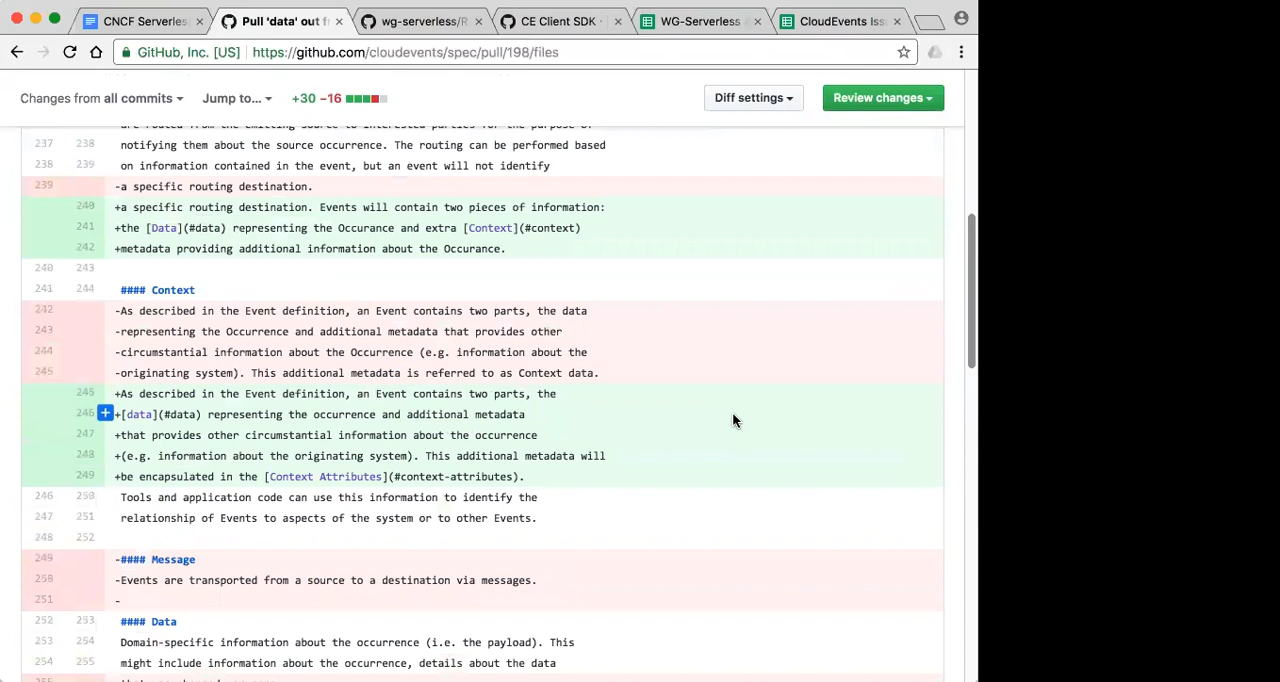 CNCF Serverless
Pull 'data' out f
wg-serverless/R
CE Client SDK
WG-Serverless
CloudEvents Iss
GitHub, Inc. [US]
https://github.com/cloudevents/spec/pull/198/files
Changes from all commits
Jump to...
+30 −16
Diff settings
Review changes
237 238 are routed from the emitting source to interested parties for the purpose of
notifying them about the source occurrence. The routing can be performed based
238 239 on information contained in the event, but an event will not identify
239 -a specific routing destination.
240 +a specific routing destination. Events will contain two pieces of information:
241 +the [Data](#data) representing the Occurance and extra [Context](#context)
242 +metadata providing additional information about the Occurance.
240 243
241 244 #### Context
242 -As described in the Event definition, an Event contains two parts, the data
243 -representing the Occurrence and additional metadata that provides other
244 -circumstantial information about the Occurrence (e.g. information about the
245 -originating system). This additional metadata is referred to as Context data.
245 +As described in the Event definition, an Event contains two parts, the
246 +[data](#data) representing the occurrence and additional metadata
247 +that provides other circumstantial information about the occurrence
248 +(e.g. information about the originating system). This additional metadata will
249 +be encapsulated in the [Context Attributes](#context-attributes).
246 250 Tools and application code can use this information to identify the
247 251 relationship of Events to aspects of the system or to other Events.
248 252
249 -#### Message
250 -Events are transported from a source to a destination via messages.
251 -
252 253 #### Data
253 254 Domain-specific information about the occurrence (i.e. the payload). This
254 255 might include information about the occurrence, details about the data